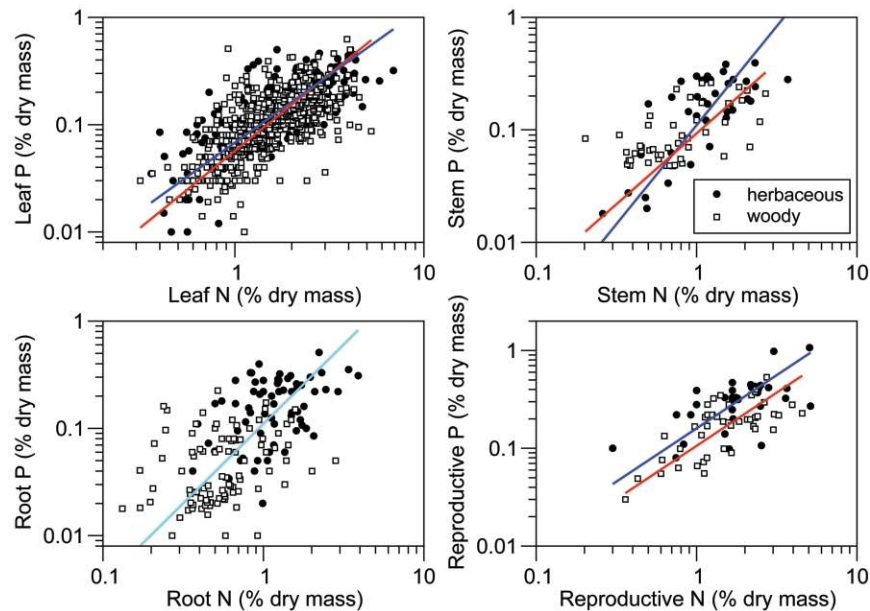 1
0.1
0.01
Leaf P (% dry mass)
1
10
Leaf N (% dry mass)
1
0.1
0.01
Stem P (% dry mass)
herbaceous
woody
0.1
1
10
Stem N (% dry mass)
1
0.1
0.01
Root P (% dry mass)
0.1
1
10
Root N (% dry mass)
1
0.1
0.01
Reproductive P (% dry mass)
0.1
1
10
Reproductive N (% dry mass)